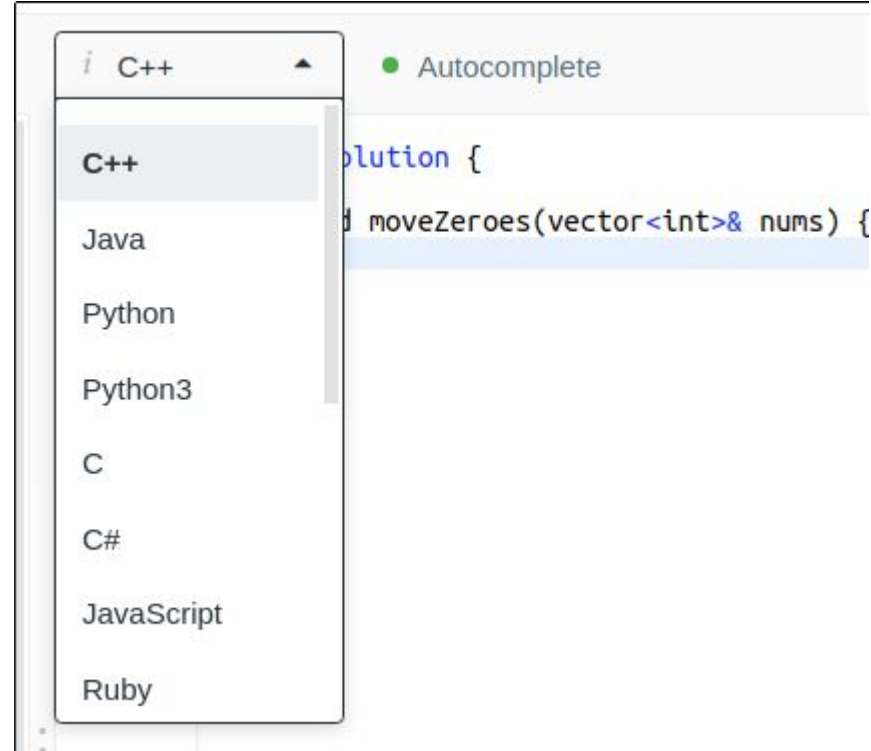 i C++
Autocomplete
C++
Java
Python
Python3
C
C#
JavaScript
Ruby
olution {
d moveZeroes(vector<int>& nums) {